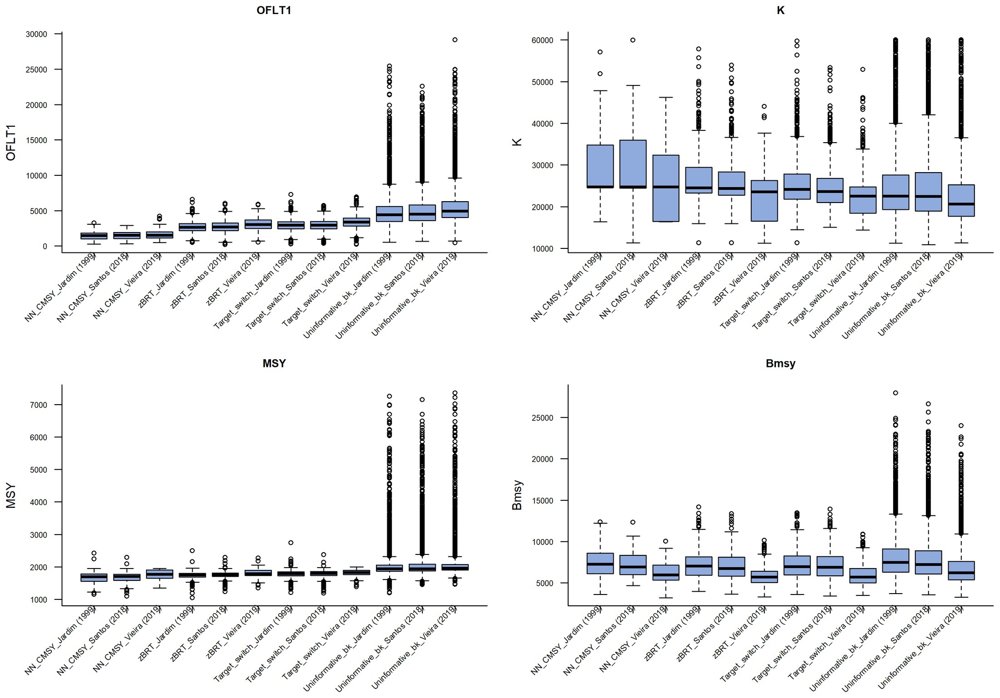 OFLT1
OFLT1
30000
25000
20000
15000
10000
5000
0
NN_CMSY_Jardim (1999)
NN_CMSY_Santos (2018)
NN_CMSY_Vieira (2019)
zBRT_Jardim (1999)
zBRT_Santos (2018)
zBRT_Vieira (2019)
Target_switch_Jardim (1999)
Target_switch_Santos (2018)
Target_switch_Vieira (2019)
Uninformative_bk_Jardim (1999)
Uninformative_bk_Santos (2018)
Uninformative_bk_Vieira (2019)
K
K
60000
50000
40000
30000
20000
10000
NN_CMSY_Jardim (1999)
NN_CMSY_Santos (2018)
NN_CMSY_Vieira (2019)
zBRT_Jardim (1999)
zBRT_Santos (2018)
zBRT_Vieira (2019)
Target_switch_Jardim (1999)
Target_switch_Santos (2018)
Target_switch_Vieira (2019)
Uninformative_bk_Jardim (1999)
Uninformative_bk_Santos (2018)
Uninformative_bk_Vieira (2019)
MSY
MSY
7000
6000
5000
4000
3000
2000
1000
NN_CMSY_Jardim (1999)
NN_CMSY_Santos (2018)
NN_CMSY_Vieira (2019)
zBRT_Jardim (1999)
zBRT_Santos (2018)
zBRT_Vieira (2019)
Target_switch_Jardim (1999)
Target_switch_Santos (2018)
Target_switch_Vieira (2019)
Uninformative_bk_Jardim (1999)
Uninformative_bk_Santos (2018)
Uninformative_bk_Vieira (2019)
Bmsy
Bmsy
25000
20000
15000
10000
5000
NN_CMSY_Jardim (1999)
NN_CMSY_Santos (2018)
NN_CMSY_Vieira (2019)
zBRT_Jardim (1999)
zBRT_Santos (2018)
zBRT_Vieira (2019)
Target_switch_Jardim (1999)
Target_switch_Santos (2018)
Target_switch_Vieira (2019)
Uninformative_bk_Jardim (1999)
Uninformative_bk_Santos (2018)
Uninformative_bk_Vieira (2019)